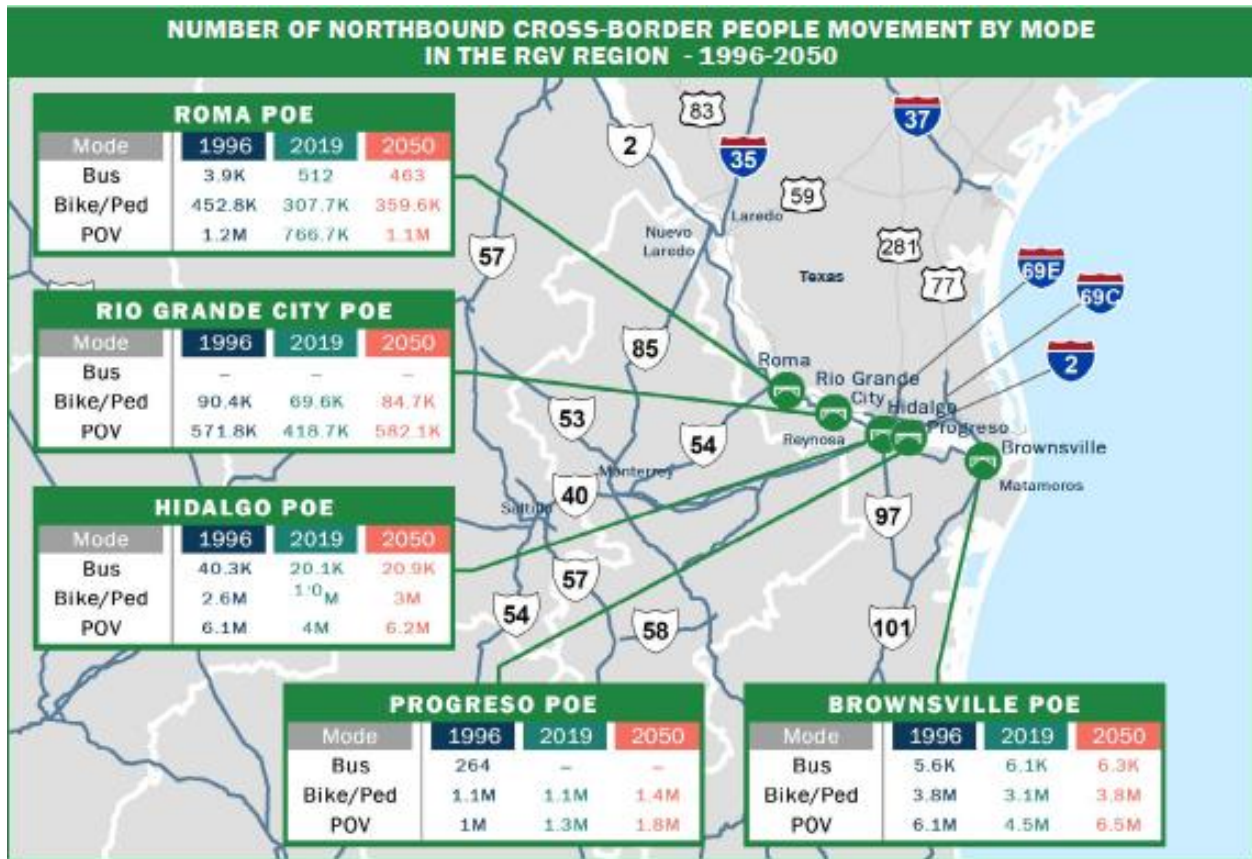 NUMBER OF NORTHBOUND CROSS-BORDER PEOPLE MOVEMENT BY MODE
IN THE RGV REGION - 1996-2050
ROMA POE
Mode 1996 2019 2050
Bus 3.9K 512 463
Bike/Ped 452.8K 307.7K 359.6K
POV 1.2M 766.7K 1.1M
RIO GRANDE CITY POE
Mode 1996 2019 2050
Bus – – –
Bike/Ped 90.4K 69.6K 84.7K
POV 571.8K 418.7K 582.1K
HIDALGO POE
Mode 1996 2019 2050
Bus 40.3K 20.1K 20.9K
Bike/Ped 2.6M M 3M
POV 6.1M 4M 6.2M
PROGRESO POE
Mode 1996 2019 2050
Bus 264 – –
Bike/Ped 1.1M 1.1M 1.4M
POV 1M 1.3M 1.8M
BROWNSVILLE POE
Mode 1996 2019 2050
Bus 5.6K 6.1K 6.3K
Bike/Ped 3.8M 3.1M 3.8M
POV 6.1M 4.5M 6.5M
83
37
2
35
59
Laredo
Nuevo
Laredo
281
57
Texas
77
69E
69C
85
2
Roma
Rio Grande
City
Hidalgo
Progreso
53
54
Reynosa
Brownsville
Monterrey
Matamoros
40
Saltillo
97
57
54
58
101